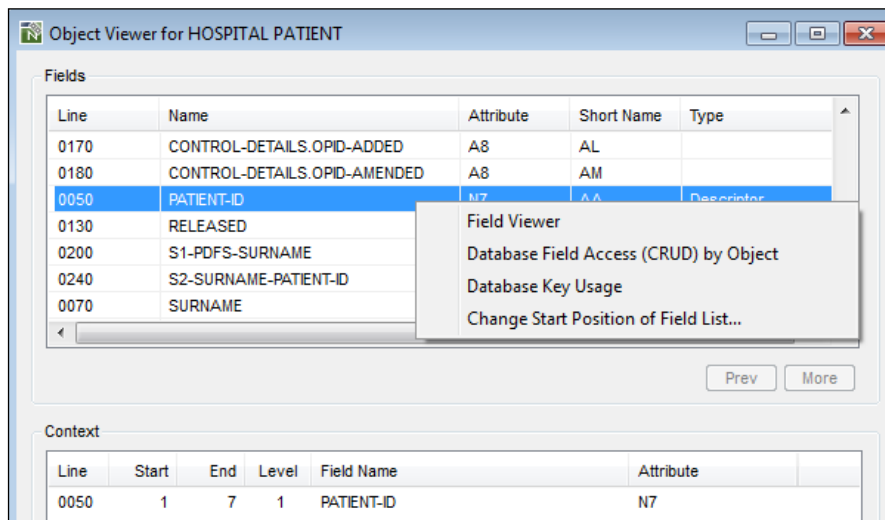 Object Viewer for HOSPITAL PATIENT
Fields
Line Name Attribute Short Name Type
0170 CONTROL-DETAILS.OPID-ADDED A8 AL
0180 CONTROL-DETAILS.OPID-AMENDED A8 AM
0050 PATIENT-ID N7 AA Descriptor
0130 RELEASED
0200 S1-PDFS-SURNAME
0240 S2-SURNAME-PATIENT-ID
0070 SURNAME
Field Viewer
Database Field Access (CRUD) by Object
Database Key Usage
Change Start Position of Field List...
Prev More
Context
Line Start End Level Field Name Attribute
0050 1 7 1 PATIENT-ID N7